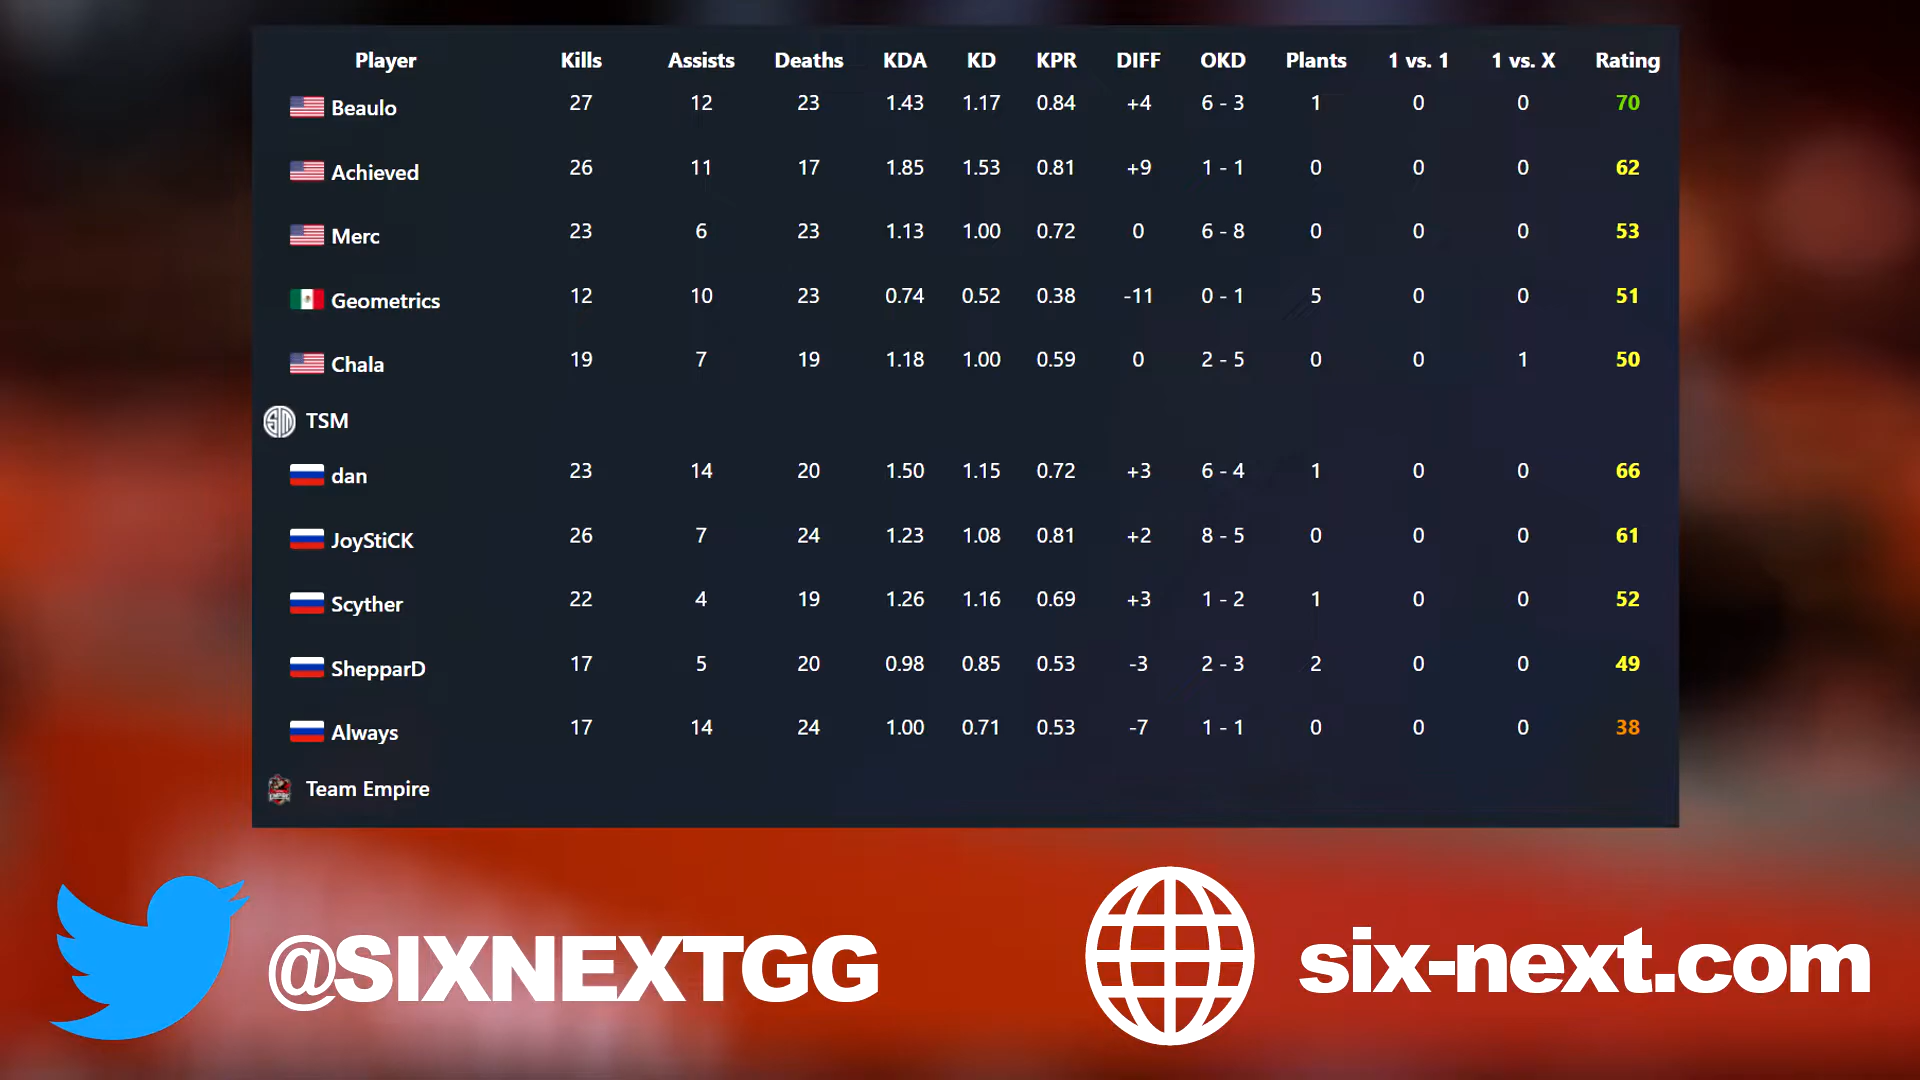 Player Kills Assists Deaths KDA KD KPR DIFF OKD Plants 1 vs. 1 1 vs. X Rating
Beaulo 27 12 23 1.43 1.17 0.84 +4 6 - 3 1 0 0 70
Achieved 26 11 17 1.85 1.53 0.81 +9 1 - 1 0 0 0 62
Merc 23 6 23 1.13 1.00 0.72 0 6 - 8 0 0 0 53
Geometrics 12 10 23 0.74 0.52 0.38 -11 0 - 1 5 0 0 51
Chala 19 7 19 1.18 1.00 0.59 0 2 - 5 0 0 1 50
TSM
dan 23 14 20 1.50 1.15 0.72 +3 6 - 4 1 0 0 66
JoyStiCK 26 7 24 1.23 1.08 0.81 +2 8 - 5 0 0 0 61
Scyther 22 4 19 1.26 1.16 0.69 +3 1 - 2 1 0 0 52
ShepparD 17 5 20 0.98 0.85 0.53 -3 2 - 3 2 0 0 49
Always 17 14 24 1.00 0.71 0.53 -7 1 - 1 0 0 0 38
Team Empire
@SIXNEXTGG
six-next.com